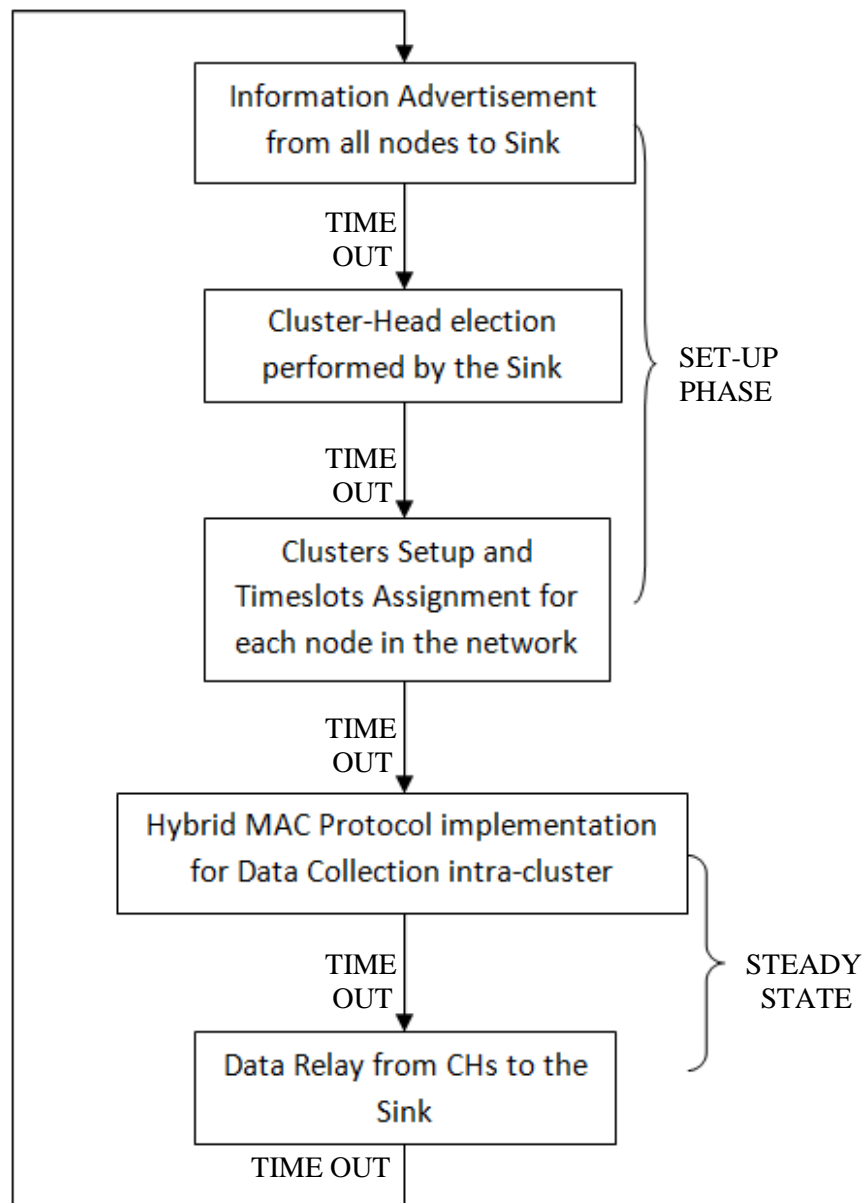 Information Advertisement
from all nodes to Sink
TIME
OUT
Cluster-Head election
performed by the Sink
SET-UP
PHASE
TIME
OUT
Clusters Setup and
Timeslots Assignment for
each node in the network
TIME
OUT
Hybrid MAC Protocol implementation
for Data Collection intra-cluster
TIME
OUT
STEADY
STATE
Data Relay from CHs to the
Sink
TIME OUT